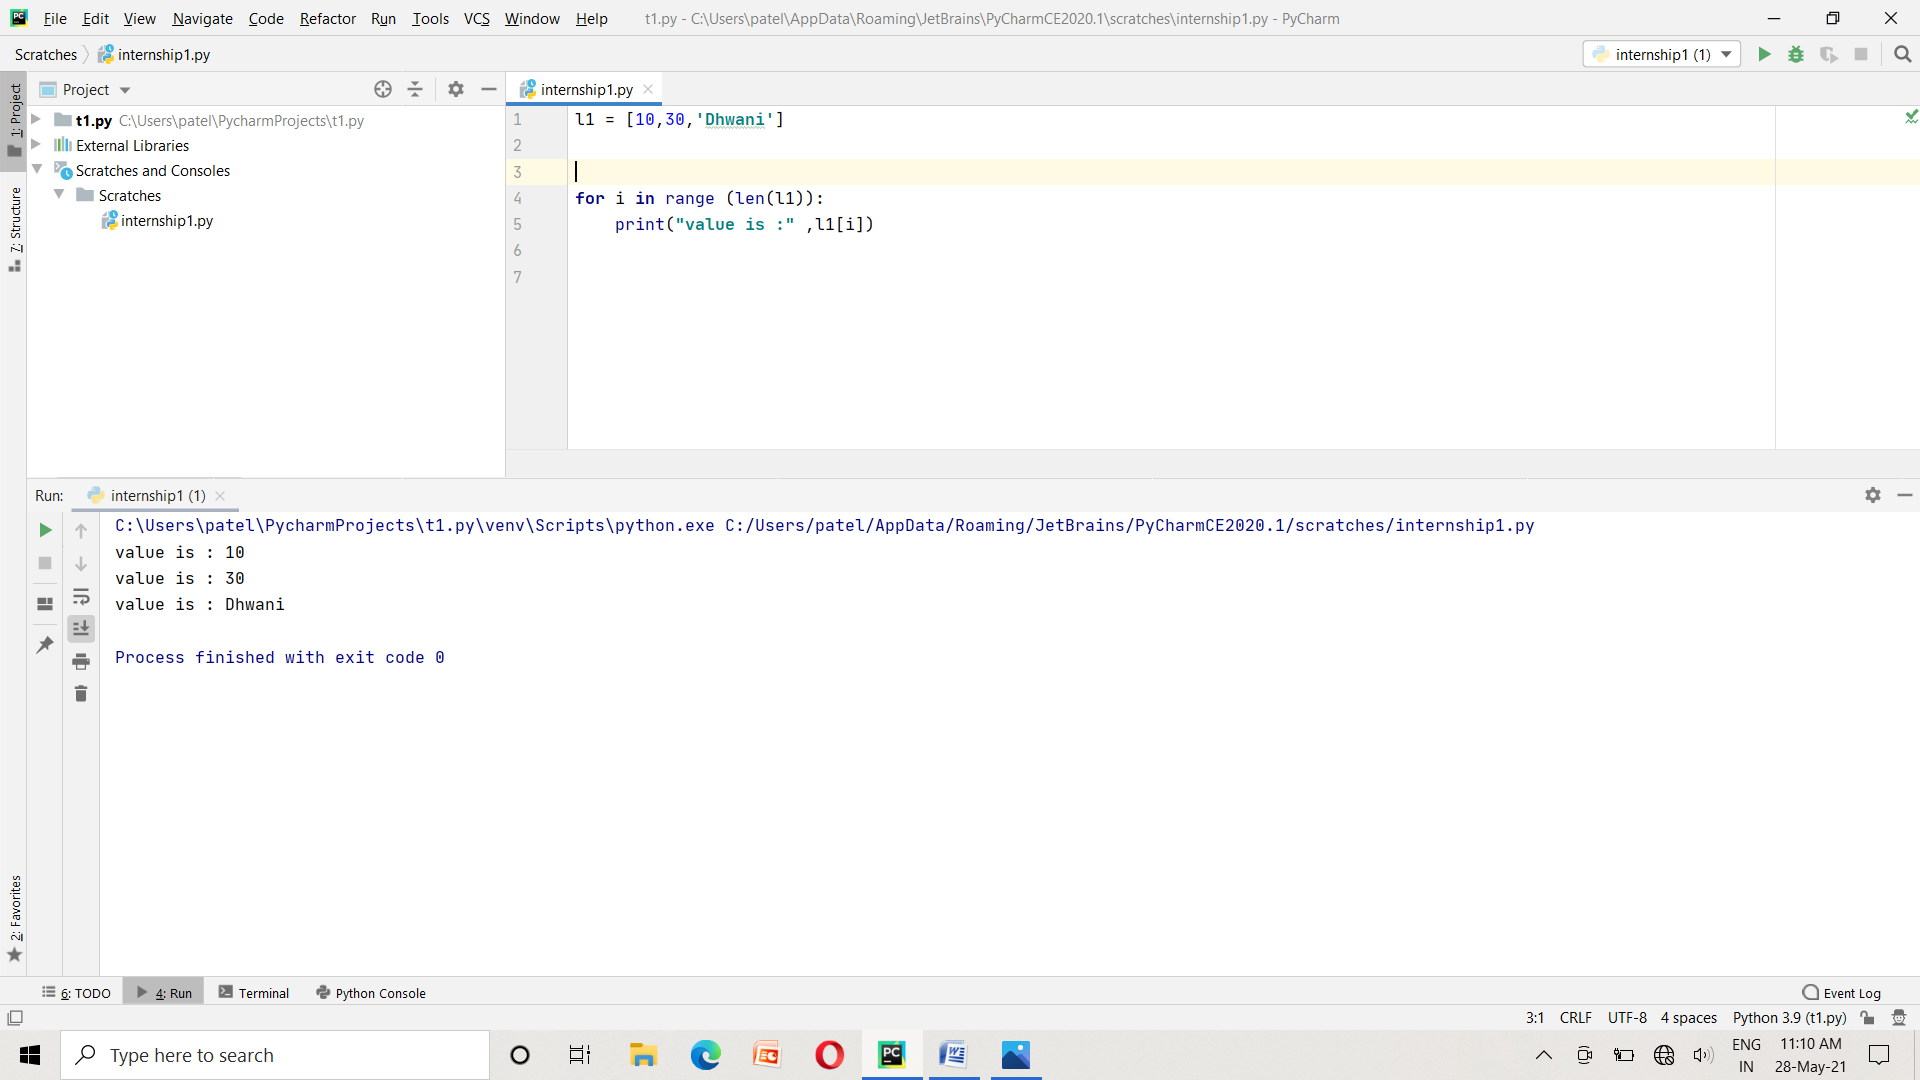 File Edit View Navigate Code Refactor Run Tools VCS Window Help t1.py - C:\Users\patel\AppData\Roaming\JetBrains\PyCharmCE2020.1\scratches\internship1.py - PyCharm
Scratches internship1.py internship1 (1)
1: Project
Project
internship1.py
t1.py C:\Users\patel\PycharmProjects\t1.py
External Libraries
Scratches and Consoles
Scratches
internship1.py
7: Structure
1 l1 = [10,30,'Dhwani']
2
3
4 for i in range (len(l1)):
5     print("value is :" ,l1[i])
6
7
Run: internship1 (1)
C:\Users\patel\PycharmProjects\t1.py\venv\Scripts\python.exe C:/Users/patel/AppData/Roaming/JetBrains/PyCharmCE2020.1/scratches/internship1.py
value is : 10
value is : 30
value is : Dhwani
Process finished with exit code 0
2: Favorites
6: TODO 4: Run Terminal Python Console Event Log
3:1 CRLF UTF-8 4 spaces Python 3.9 (t1.py)
Type here to search
ENG 11:10 AM
IN 28-May-21